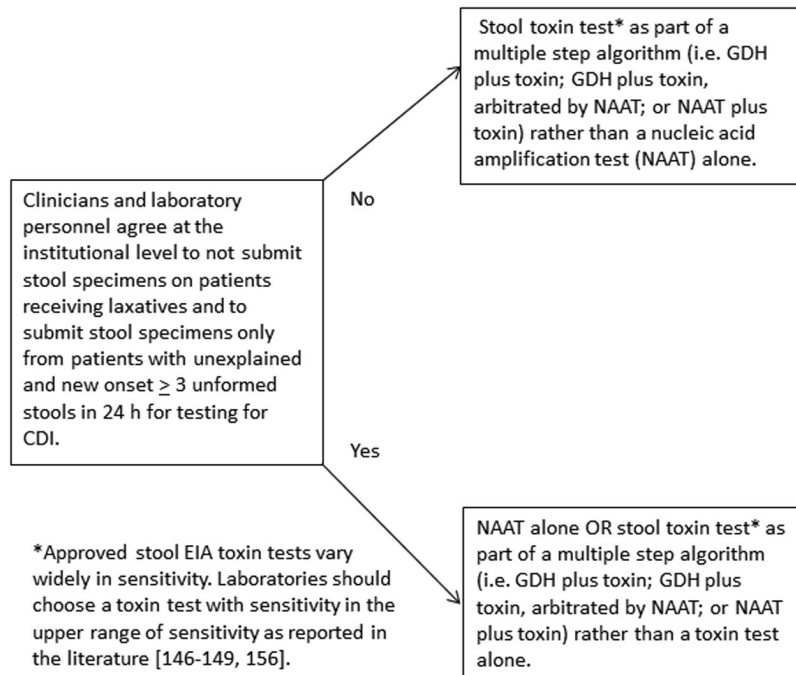 Stool toxin test* as part of
a multiple step algorithm (i.e. GDH
plus toxin; GDH plus toxin,
arbitrated by NAAT; or NAAT plus
toxin) rather than a nucleic acid
amplification test (NAAT) alone.
Clinicians and laboratory
personnel agree at the
institutional level to not submit
stool specimens on patients
receiving laxatives and to
submit stool specimens only
from patients with unexplained
and new onset ≥ 3 unformed
stools in 24 h for testing for
CDI.
No
Yes
NAAT alone OR stool toxin test* as
part of a multiple step algorithm
(i.e. GDH plus toxin; GDH plus
toxin, arbitrated by NAAT; or NAAT
plus toxin) rather than a toxin test
alone.
*Approved stool EIA toxin tests vary
widely in sensitivity. Laboratories should
choose a toxin test with sensitivity in the
upper range of sensitivity as reported in
the literature [146-149, 156].